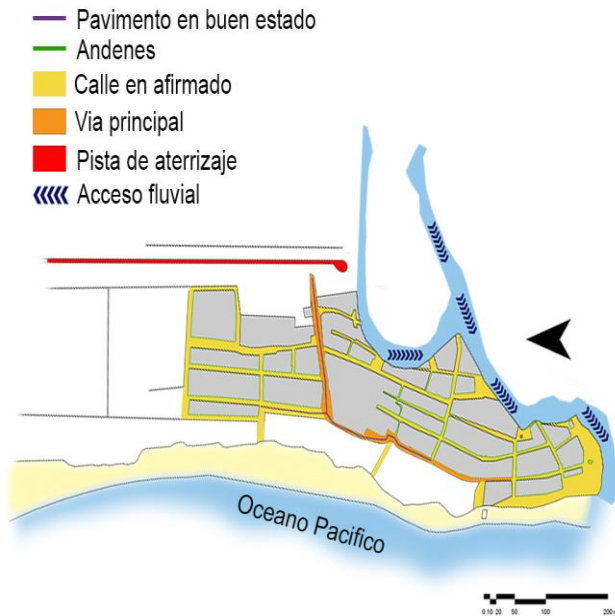 Pavimento en buen estado
Andenes
Calle en afirmado
Via principal
Pista de aterrizaje
Acceso fluvial
Oceano Pacifico
0 10 20 50 100 200